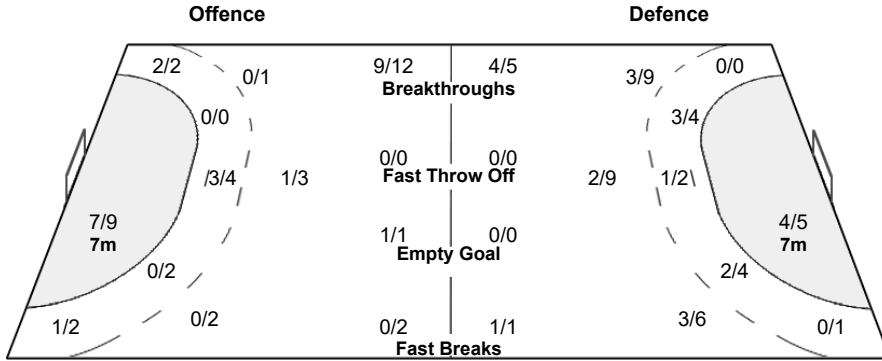 Offence Defence
2/2 0/1 9/12 4/5 3/9 0/0
Breakthroughs
0/0 3/4
0/0 0/0
3/4 1/3 Fast Throw Off 2/9 1/2
7/9 4/5
7m 7m
1/1 0/0
Empty Goal
0/2 2/4
1/2 0/2 0/2 1/1 3/6 0/1
Fast Breaks